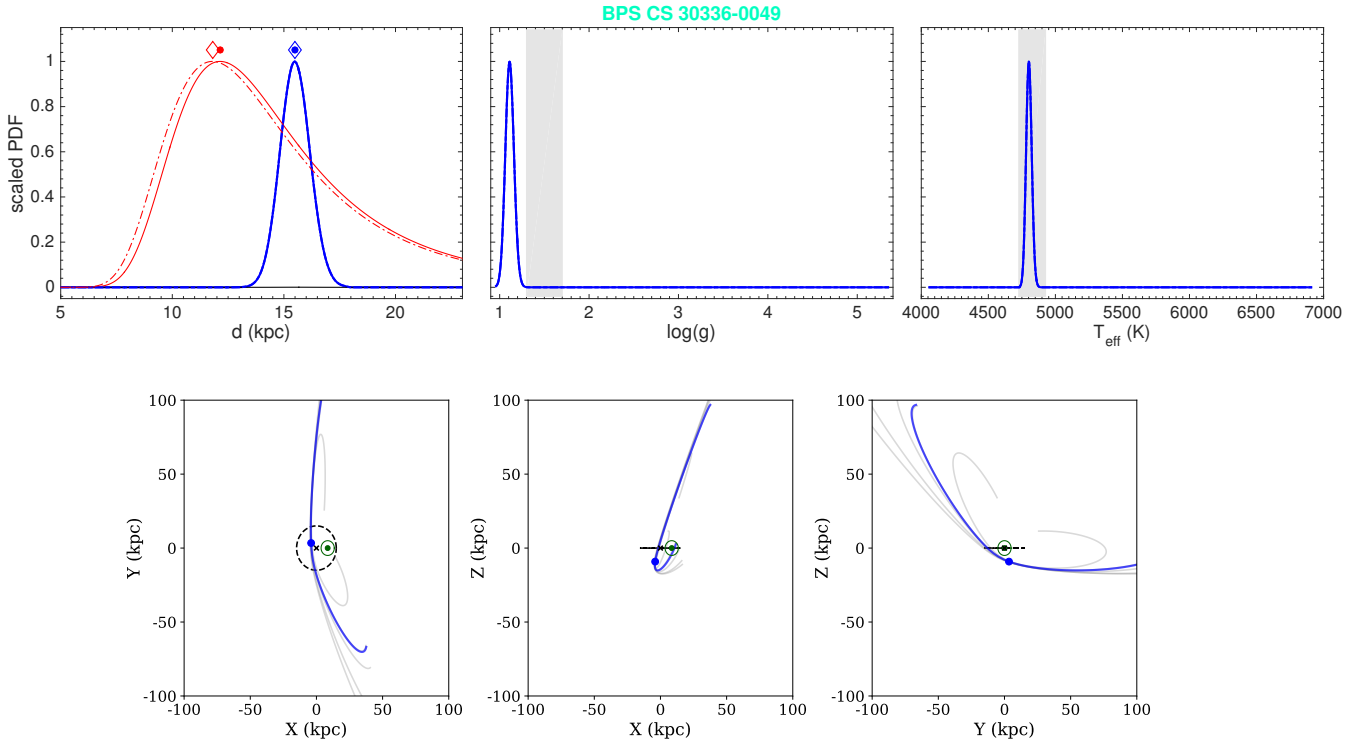 BPS CS 30336-0049
scaled PDF
1
0.8
0.6
0.4
0.2
0
5 10 15 20
d (kpc)
1 2 3 4 5
log(g)
4000 4500 5000 5500 6000 6500 7000
T_eff (K)
Y (kpc)
100
50
0
-50
-100
-100 -50 0 50 100
X (kpc)
Z (kpc)
100
50
0
-50
-100
-100 -50 0 50 100
X (kpc)
Z (kpc)
100
50
0
-50
-100
-100 -50 0 50 100
Y (kpc)